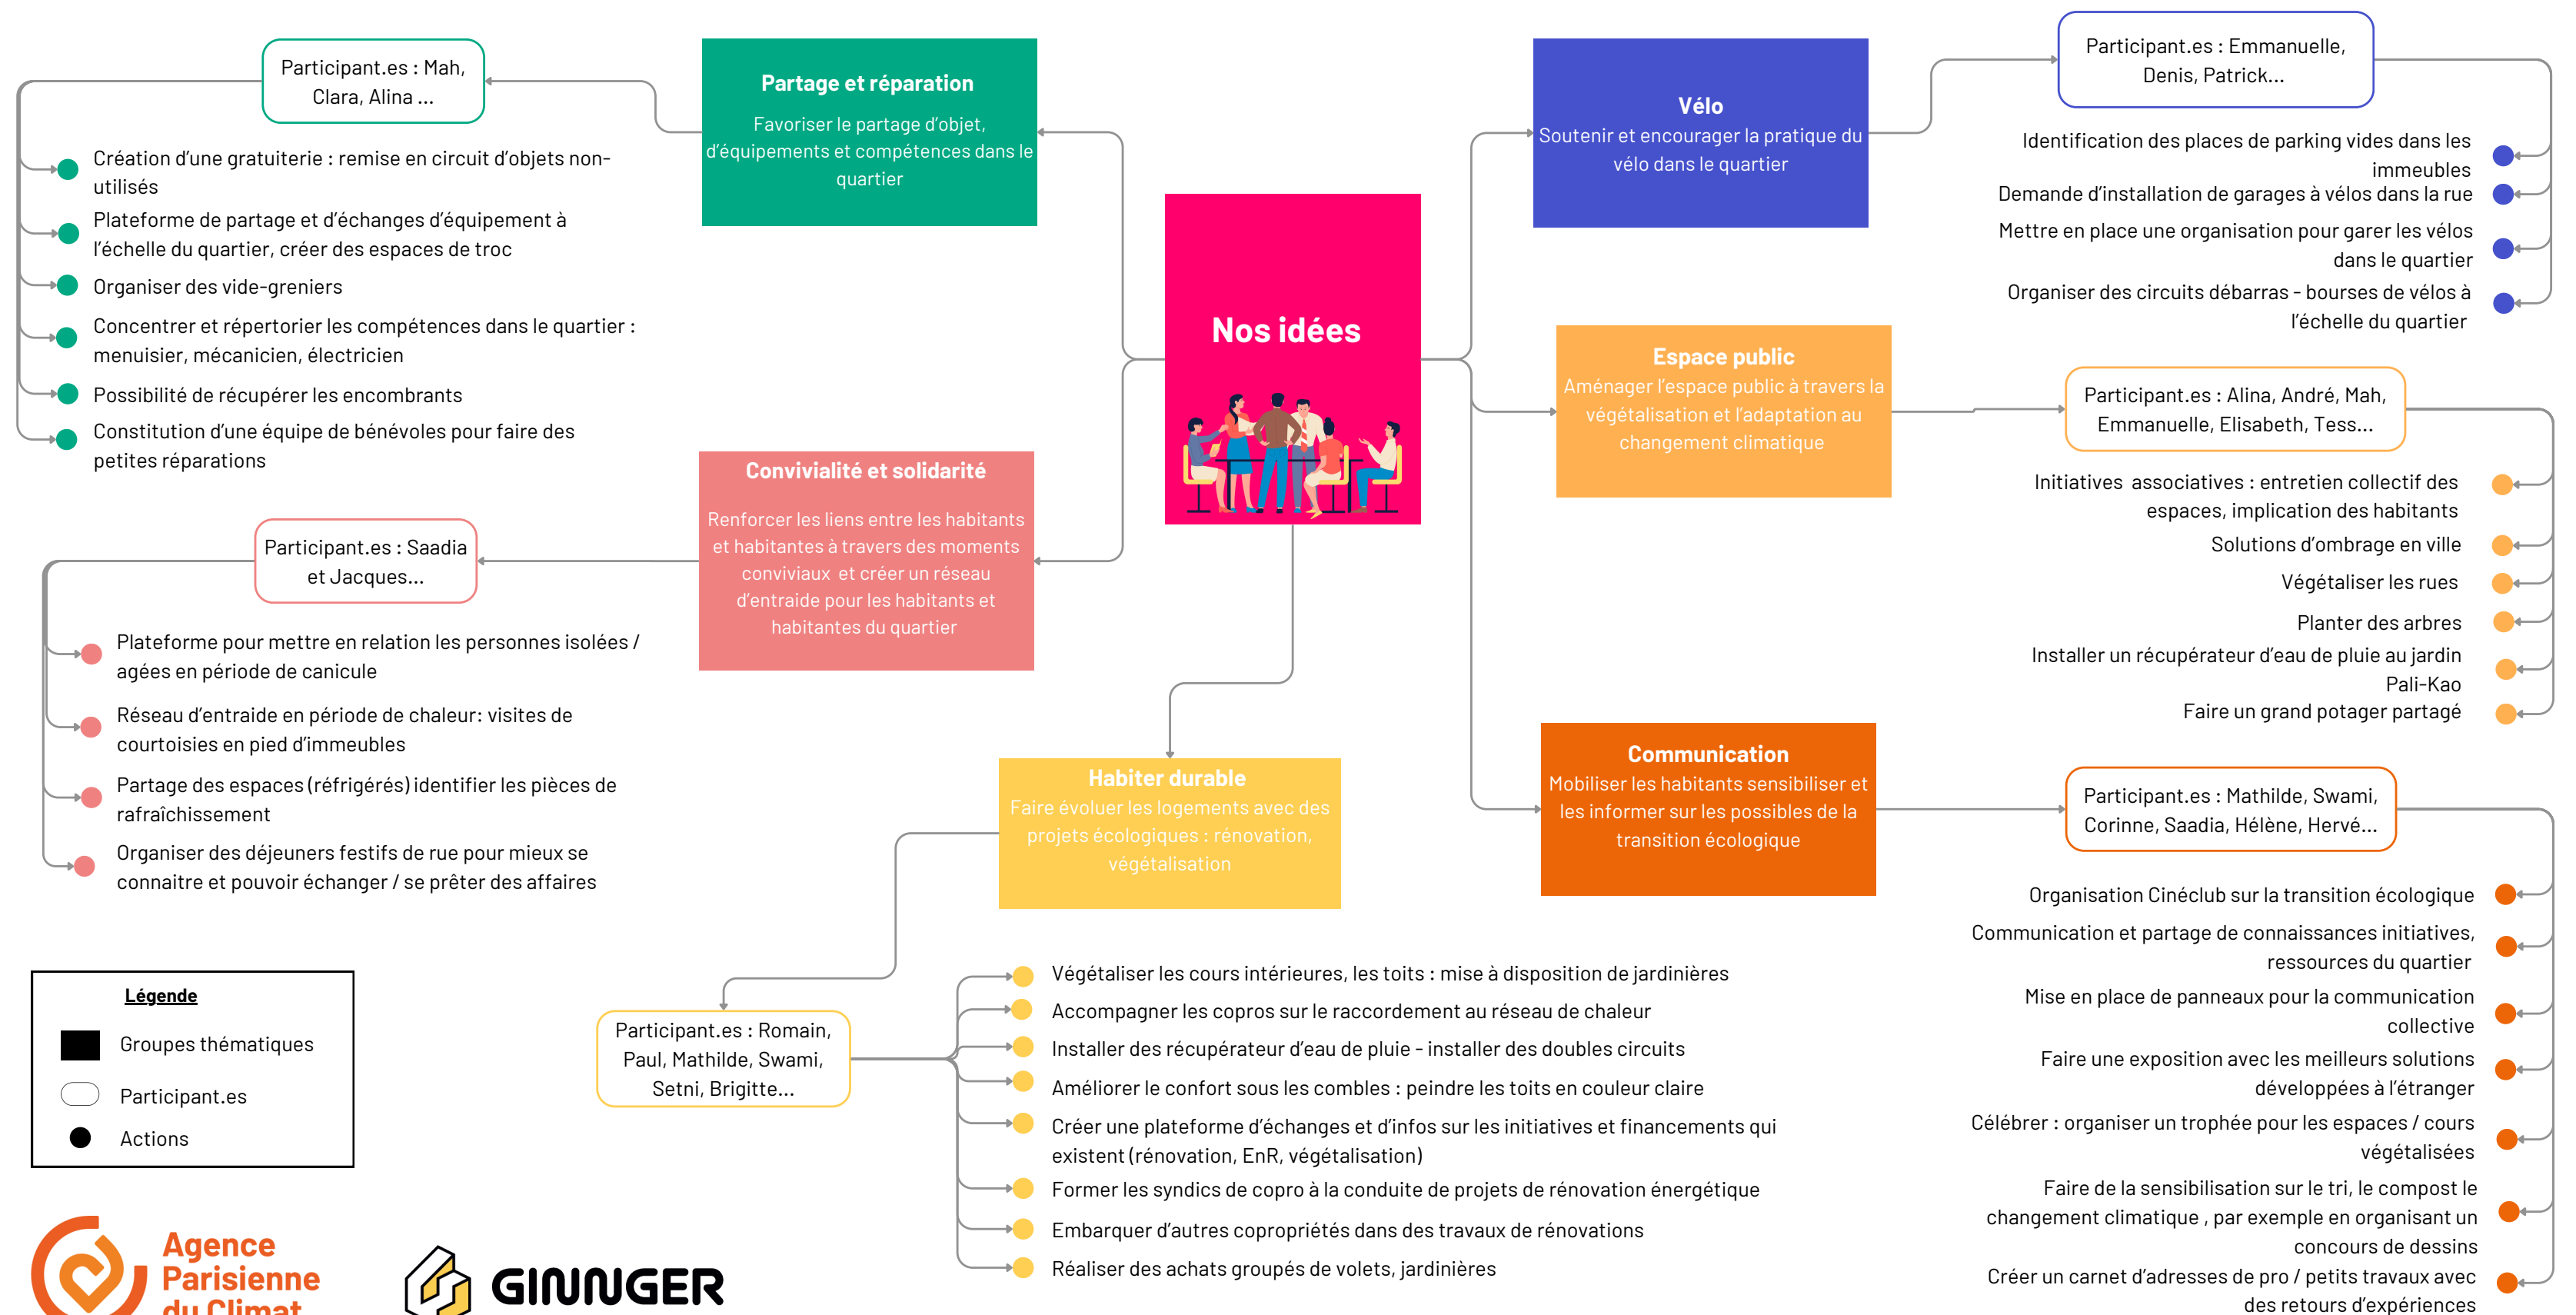 Nos idées
Partage et réparation
Favoriser le partage d'objet,
d'équipements et compétences dans le
quartier
Participant.es : Mah,
Clara, Alina ...
Création d'une gratuiterie : remise en circuit d'objets non-
utilisés
Plateforme de partage et d'échanges d'équipement à
l'échelle du quartier, créer des espaces de troc
Organiser des vide-greniers
Concentrer et répertorier les compétences dans le quartier :
menuisier, mécanicien, électricien
Possibilité de récupérer les encombrants
Constitution d'une équipe de bénévoles pour faire des
petites réparations
Convivialité et solidarité
Renforcer les liens entre les habitants
et habitantes à travers des moments
conviviaux  et créer un réseau
d'entraide pour les habitants et
habitantes du quartier
Participant.es : Saadia
et Jacques...
Plateforme pour mettre en relation les personnes isolées /
agées en période de canicule
Réseau d'entraide en période de chaleur: visites de
courtoisies en pied d'immeubles
Partage des espaces (réfrigérés) identifier les pièces de
rafraîchissement
Organiser des déjeuners festifs de rue pour mieux se
connaitre et pouvoir échanger / se prêter des affaires
Vélo
Soutenir et encourager la pratique du
vélo dans le quartier
Participant.es : Emmanuelle,
Denis, Patrick...
Identification des places de parking vides dans les
immeubles
Demande d'installation de garages à vélos dans la rue
Mettre en place une organisation pour garer les vélos
dans le quartier
Organiser des circuits débarras - bourses de vélos à
l'échelle du quartier
Espace public
Aménager l'espace public à travers la
végétalisation et l'adaptation au
changement climatique
Participant.es : Alina, André, Mah,
Emmanuelle, Elisabeth, Tess...
Initiatives  associatives : entretien collectif des
espaces, implication des habitants
Solutions d'ombrage en ville
Végétaliser les rues
Planter des arbres
Installer un récupérateur d'eau de pluie au jardin
Pali-Kao
Faire un grand potager partagé
Communication
Mobiliser les habitants sensibiliser et
les informer sur les possibles de la
transition écologique
Participant.es : Mathilde, Swami,
Corinne, Saadia, Hélène, Hervé...
Organisation Cinéclub sur la transition écologique
Communication et partage de connaissances initiatives,
ressources du quartier
Mise en place de panneaux pour la communication
collective
Faire une exposition avec les meilleurs solutions
développées à l'étranger
Célébrer : organiser un trophée pour les espaces / cours
végétalisées
Faire de la sensibilisation sur le tri, le compost le
changement climatique , par exemple en organisant un
concours de dessins
Créer un carnet d'adresses de pro / petits travaux avec
des retours d'expériences
Habiter durable
Faire évoluer les logements avec des
projets écologiques : rénovation,
végétalisation
Participant.es : Romain,
Paul, Mathilde, Swami,
Setni, Brigitte...
Végétaliser les cours intérieures, les toits : mise à disposition de jardinières
Accompagner les copros sur le raccordement au réseau de chaleur
Installer des récupérateur d'eau de pluie - installer des doubles circuits
Améliorer le confort sous les combles : peindre les toits en couleur claire
Créer une plateforme d'échanges et d'infos sur les initiatives et financements qui
existent (rénovation, EnR, végétalisation)
Former les syndics de copro à la conduite de projets de rénovation énergétique
Embarquer d'autres copropriétés dans des travaux de rénovations
Réaliser des achats groupés de volets, jardinières
Légende
Groupes thématiques
Participant.es
Actions
Agence
Parisienne
du Climat
GINNGER